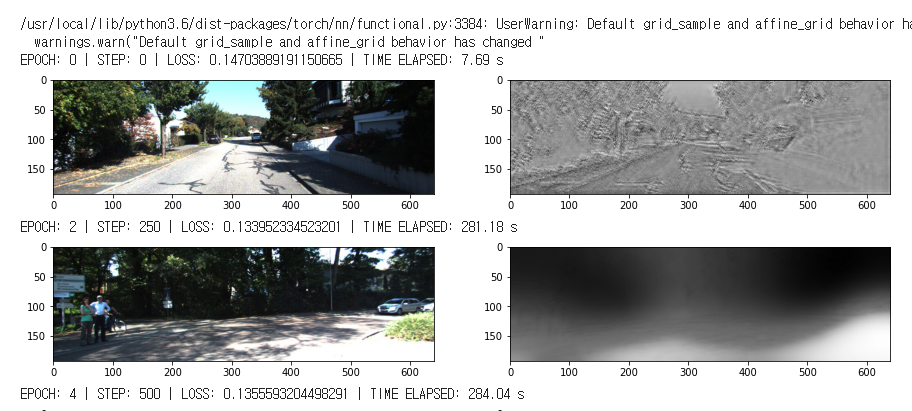 /usr/local/lib/python3.6/dist-packages/torch/nn/functional.py:3384: UserWarning: Default grid_sample and affine_grid behavior
warnings.warn("Default grid_sample and affine_grid behavior has changed "
EPOCH: 0 | STEP: 0 | LOSS: 0.14703889191150665 | TIME ELAPSED: 7.69 s
0
50
100
150
0 100 200 300 400 500 600
0
50
100
150
0 100 200 300 400 500 600
EPOCH: 2 | STEP: 250 | LOSS: 0.133952334523201 | TIME ELAPSED: 281.18 s
0
50
100
150
0 100 200 300 400 500 600
0
50
100
150
0 100 200 300 400 500 600
EPOCH: 4 | STEP: 500 | LOSS: 0.1355593204498291 | TIME ELAPSED: 284.04 s